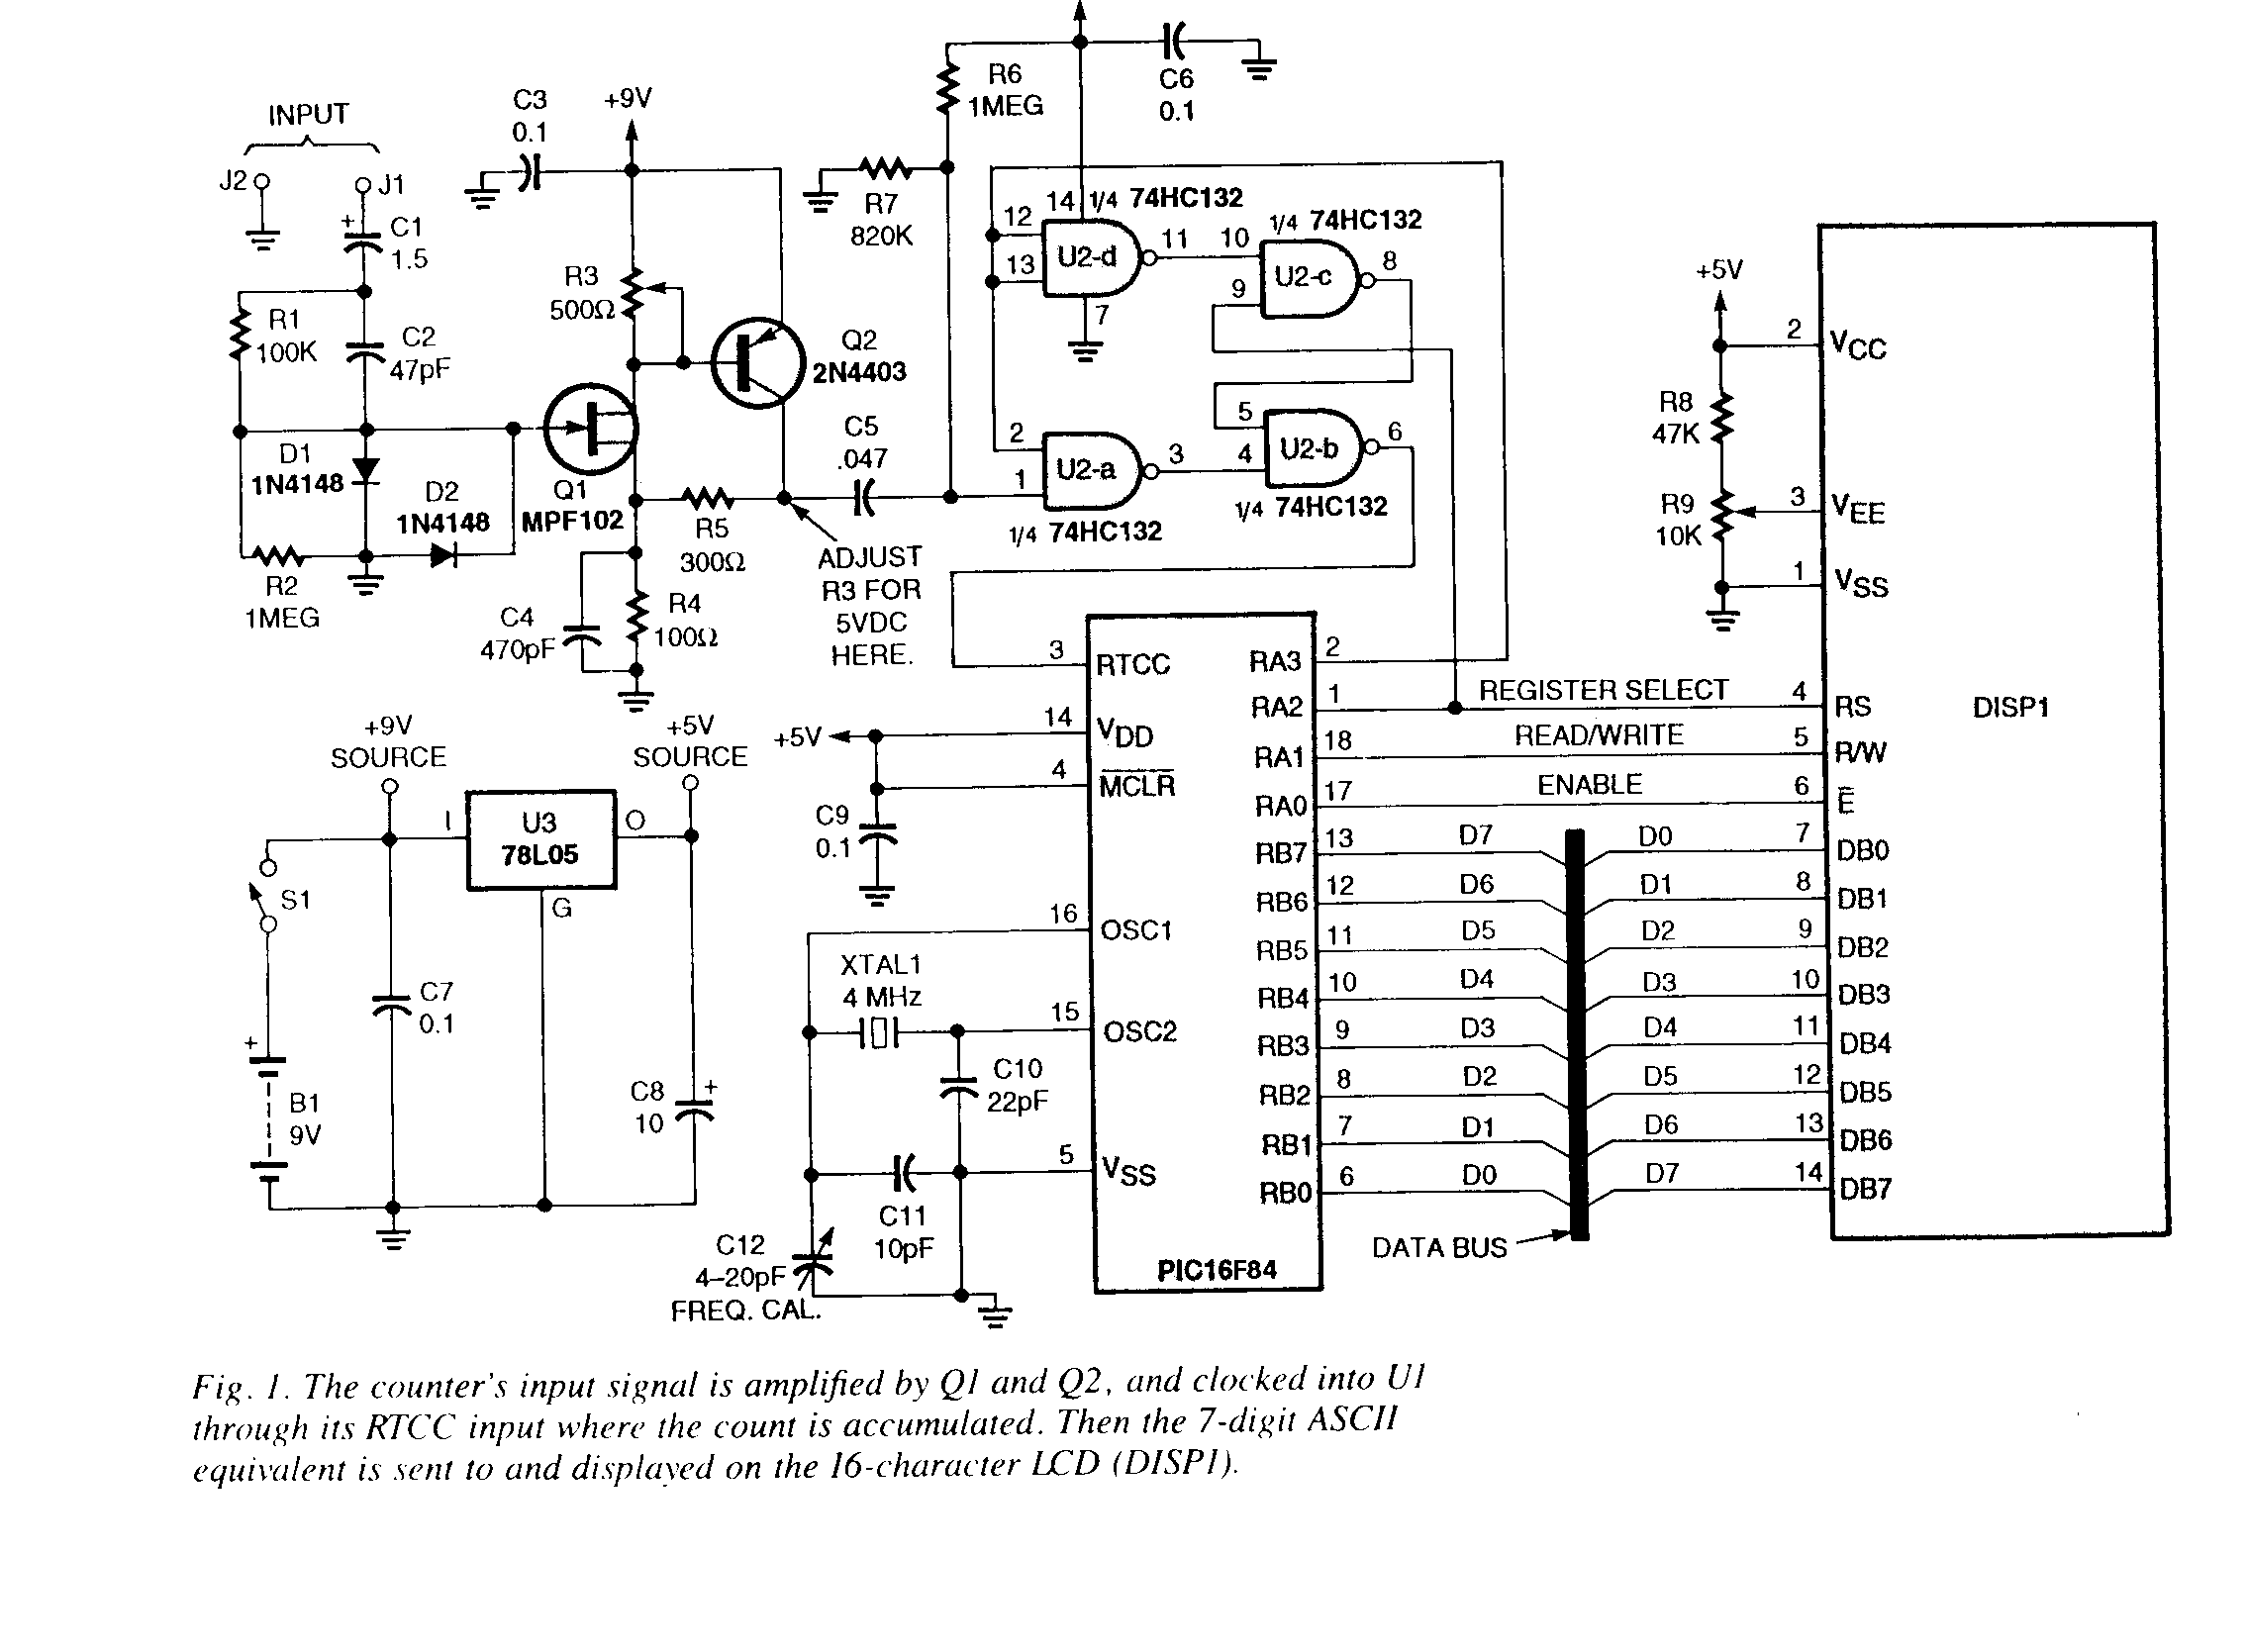 INPUT
J2
J1
+
C1
1.5
R1
100K
C2
47pF
D1
1N4148
D2
1N4148
R2
1MEG
C3
0.1
+9V
R3
500Ω
Q1
MPF102
Q2
2N4403
R5
300Ω
C4
470pF
R4
100Ω
C5
.047
ADJUST
R3 FOR
5VDC
HERE.
R6
1MEG
R7
820K
C6
0.1
14
1/4 74HC132
12
13
U2-d
11
7
1/4 74HC132
10
9
U2-c
8
2
1
U2-a
3
1/4 74HC132
5
4
U2-b
6
1/4 74HC132
+5V
R8
47K
R9
10K
2
VCC
3
VEE
1
VSS
+9V
SOURCE
+5V
SOURCE
I
U3
78L05
O
G
S1
+
B1
9V
C7
0.1
C8
10
+
+5V
C9
0.1
XTAL1
4 MHz
C10
22pF
C11
10pF
C12
4–20pF
FREQ. CAL.
3
RTCC
14
VDD
4
MCLR
16
OSC1
15
OSC2
5
VSS
PIC16F84
RA3
2
RA2
1
REGISTER SELECT
4
RS
RA1
18
READ/WRITE
5
R/W
RA0
17
ENABLE
6
E
RB7
13
D7
D0
7
DB0
RB6
12
D6
D1
8
DB1
RB5
11
D5
D2
9
DB2
RB4
10
D4
D3
10
DB3
RB3
9
D3
D4
11
DB4
RB2
8
D2
D5
12
DB5
RB1
7
D1
D6
13
DB6
RB0
6
D0
D7
14
DB7
DATA BUS
DISP1
Fig. 1. The counter's input signal is amplified by Q1 and Q2, and clocked into U1
through its RTCC input where the count is accumulated. Then the 7-digit ASCII
equivalent is sent to and displayed on the 16-character LCD (DISP1).